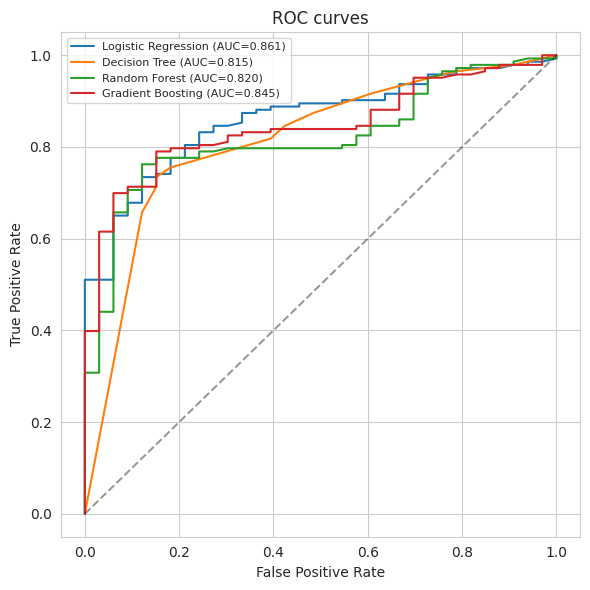 ROC curves
Logistic Regression (AUC=0.861)
Decision Tree (AUC=0.815)
Random Forest (AUC=0.820)
Gradient Boosting (AUC=0.845)
True Positive Rate
1.0
0.8
0.6
0.4
0.2
0.0
0.0 0.2 0.4 0.6 0.8 1.0
False Positive Rate